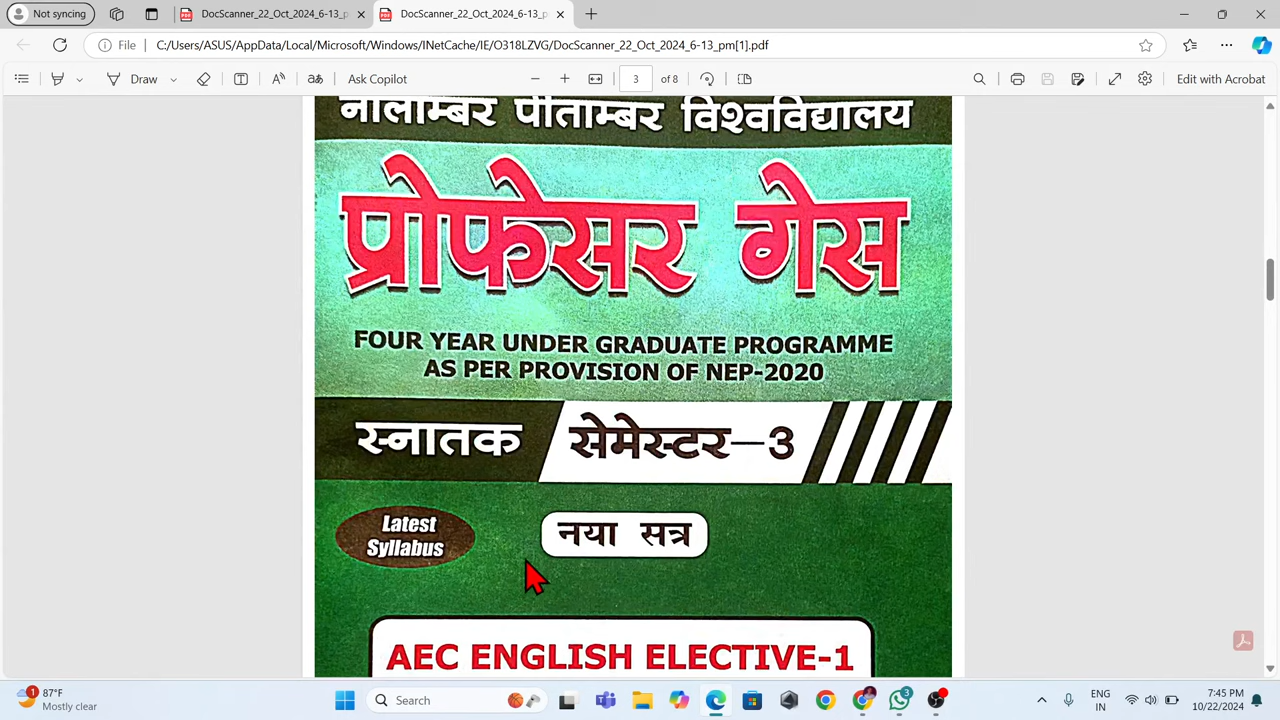 Not syncing
DocScanner_22_Oct_2024_6-13_p
DocScanner_22_Oct_2024_6-13_p
File
C:/Users/ASUS/AppData/Local/Microsoft/Windows/INetCache/IE/O318LZVG/DocScanner_22_Oct_2024_6-13_pm[1].pdf
Draw
Ask Copilot
3 of 8
Edit with Acrobat
नीलाम्बर पीताम्बर विश्वविद्यालय
प्रोफेसर गेस
FOUR YEAR UNDER GRADUATE PROGRAMME
AS PER PROVISION OF NEP-2020
स्नातक सेमेस्टर–3
Latest
Syllabus
नया सत्र
AEC ENGLISH ELECTIVE-1
1
87°F
Mostly clear
Search
3
ENG
IN
7:45 PM
10/22/2024